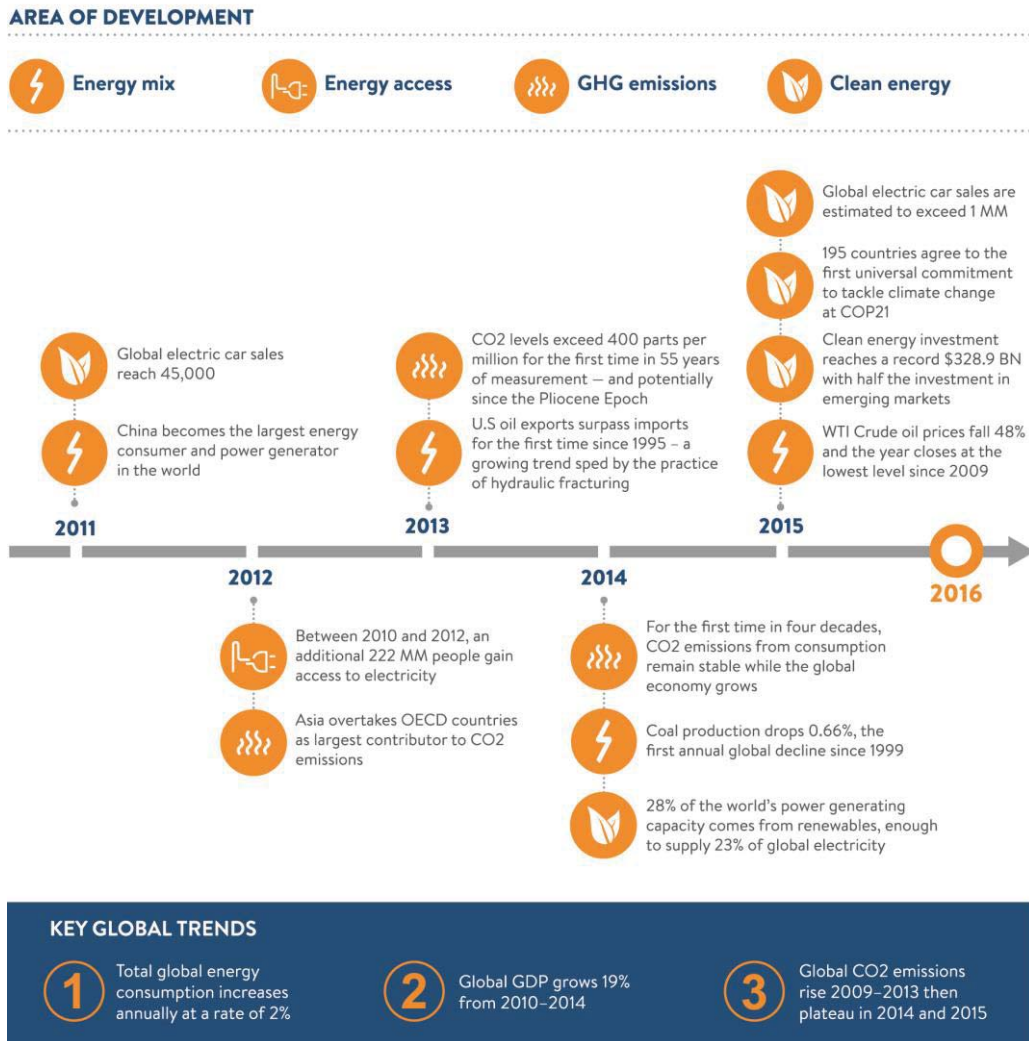 AREA OF DEVELOPMENT
Energy mix
Energy access
GHG emissions
Clean energy
Global electric car sales
reach 45,000
China becomes the largest energy
consumer and power generator
in the world
2011
Between 2010 and 2012, an
additional 222 MM people gain
access to electricity
Asia overtakes OECD countries
as largest contributor to CO2
emissions
2012
CO2 levels exceed 400 parts per
million for the first time in 55 years
of measurement — and potentially
since the Pliocene Epoch
U.S oil exports surpass imports
for the first time since 1995 – a
growing trend sped by the practice
of hydraulic fracturing
2013
2014
For the first time in four decades,
CO2 emissions from consumption
remain stable while the global
economy grows
Coal production drops 0.66%, the
first annual global decline since 1999
28% of the world's power generating
capacity comes from renewables, enough
to supply 23% of global electricity
Global electric car sales are
estimated to exceed 1 MM
195 countries agree to the
first universal commitment
to tackle climate change
at COP21
Clean energy investment
reaches a record $328.9 BN
with half the investment in
emerging markets
WTI Crude oil prices fall 48%
and the year closes at the
lowest level since 2009
2015
2016
KEY GLOBAL TRENDS
1
Total global energy
consumption increases
annually at a rate of 2%
2
Global GDP grows 19%
from 2010–2014
3
Global CO2 emissions
rise 2009–2013 then
plateau in 2014 and 2015